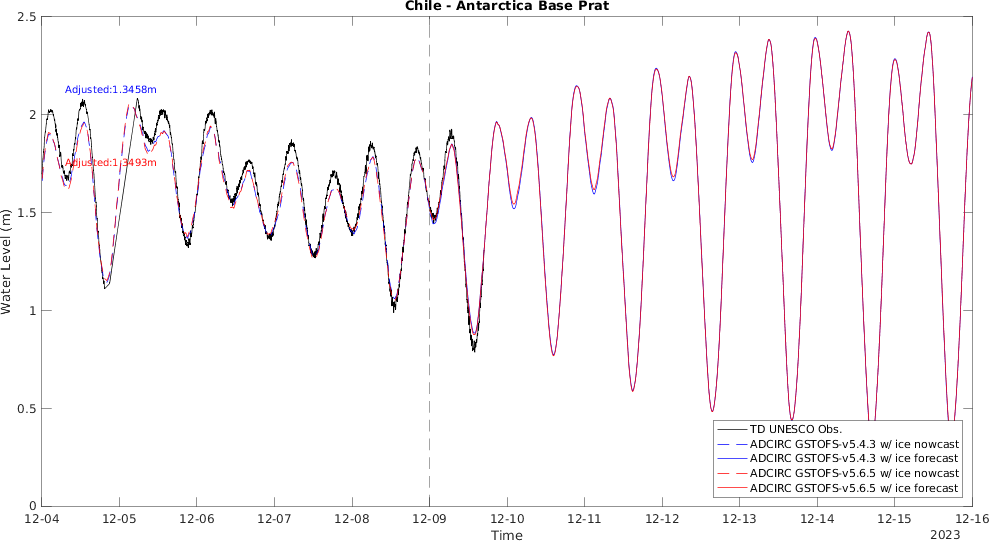 Chile - Antarctica Base Prat
Water Level (m)
2.5
2
1.5
1
0.5
0
Adjusted:1.3458m
Adjusted:1.3493m
TD UNESCO Obs.
ADCIRC GSTOFS-v5.4.3 w/ ice nowcast
ADCIRC GSTOFS-v5.4.3 w/ ice forecast
ADCIRC GSTOFS-v5.6.5 w/ ice nowcast
ADCIRC GSTOFS-v5.6.5 w/ ice forecast
12-04 12-05 12-06 12-07 12-08 12-09 12-10 12-11 12-12 12-13 12-14 12-15 12-16
Time
2023